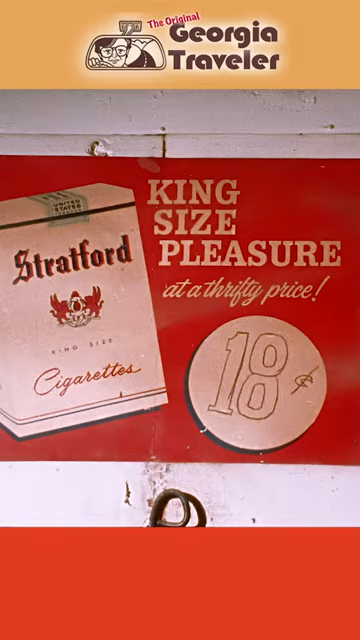 The Original
Georgia
Traveler
KING
SIZE
PLEASURE
at a thrifty price!
18¢
UNITED
STATES
Stratford
KING SIZE
Cigarettes